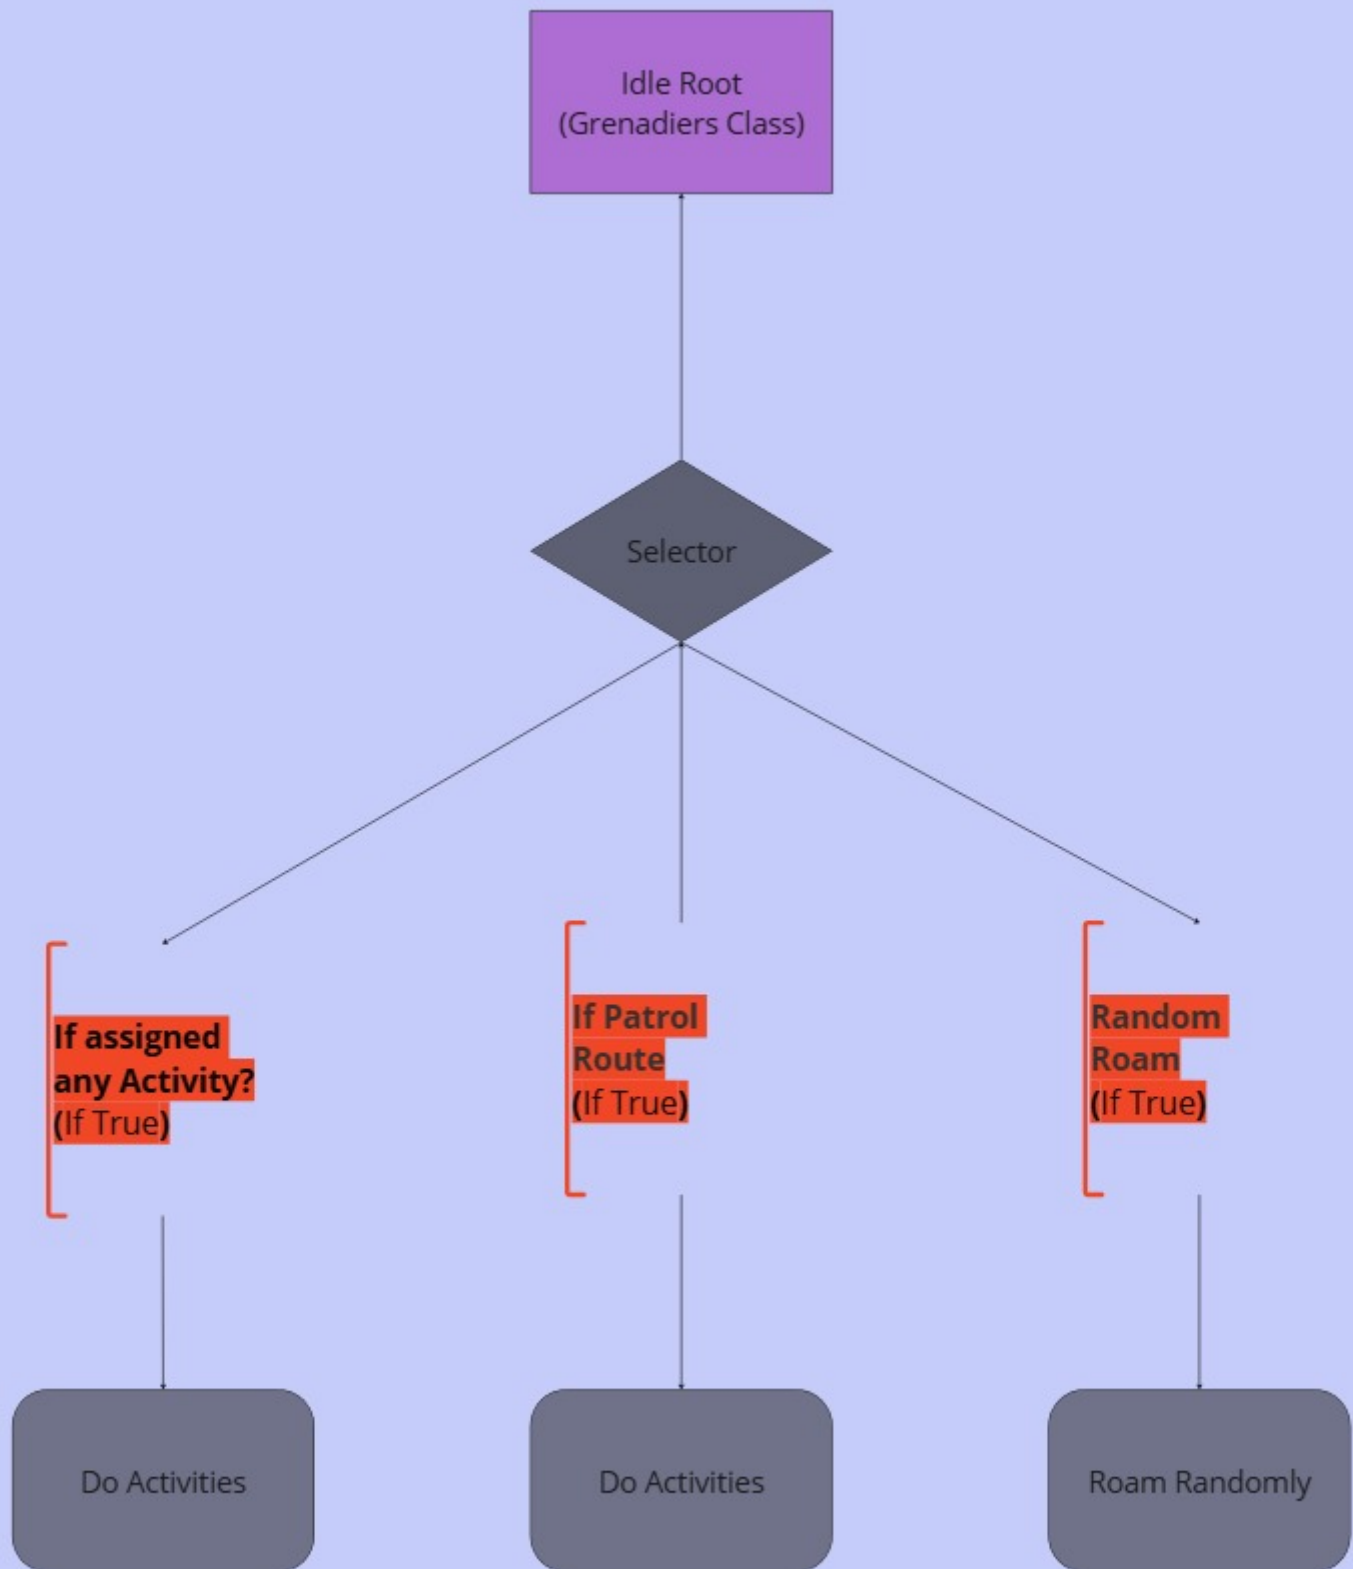 Idle Root
(Grenadiers Class)
Selector
If assigned
any Activity?
(If True)
If Patrol
Route
(If True)
Random
Roam
(If True)
Do Activities
Do Activities
Roam Randomly